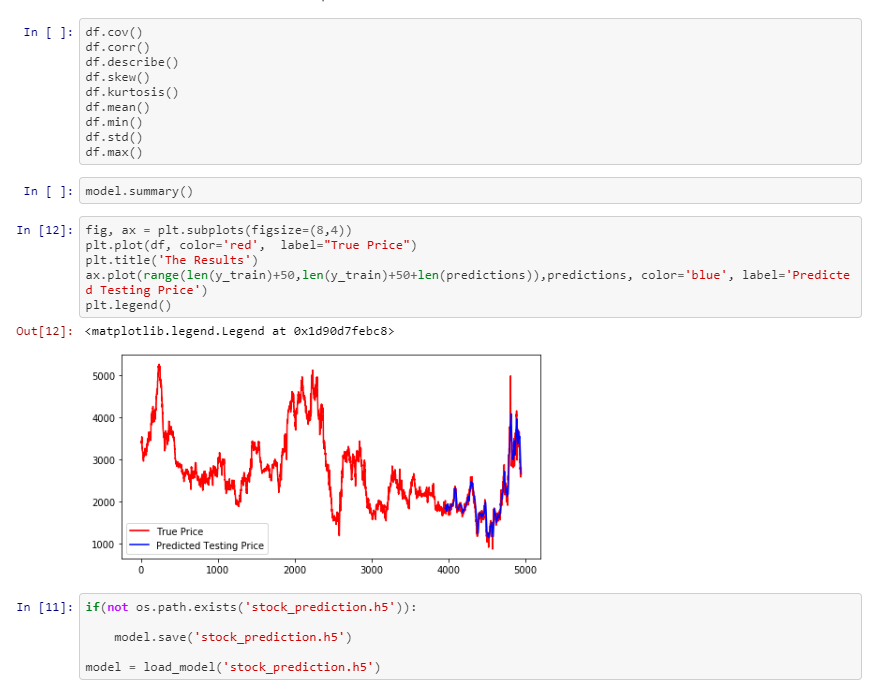 In [ ]: df.cov()
df.corr()
df.describe()
df.skew()
df.kurtosis()
df.mean()
df.min()
df.std()
df.max()
In [ ]: model.summary()
In [12]: fig, ax = plt.subplots(figsize=(8,4))
plt.plot(df, color='red',  label="True Price")
plt.title('The Results')
ax.plot(range(len(y_train)+50,len(y_train)+50+len(predictions)),predictions, color='blue', label='Predicte
d Testing Price')
plt.legend()
Out[12]: <matplotlib.legend.Legend at 0x1d90d7febc8>
5000
4000
3000
2000
1000
True Price
Predicted Testing Price
0 1000 2000 3000 4000 5000
In [11]: if(not os.path.exists('stock_prediction.h5')):
model.save('stock_prediction.h5')
model = load_model('stock_prediction.h5')